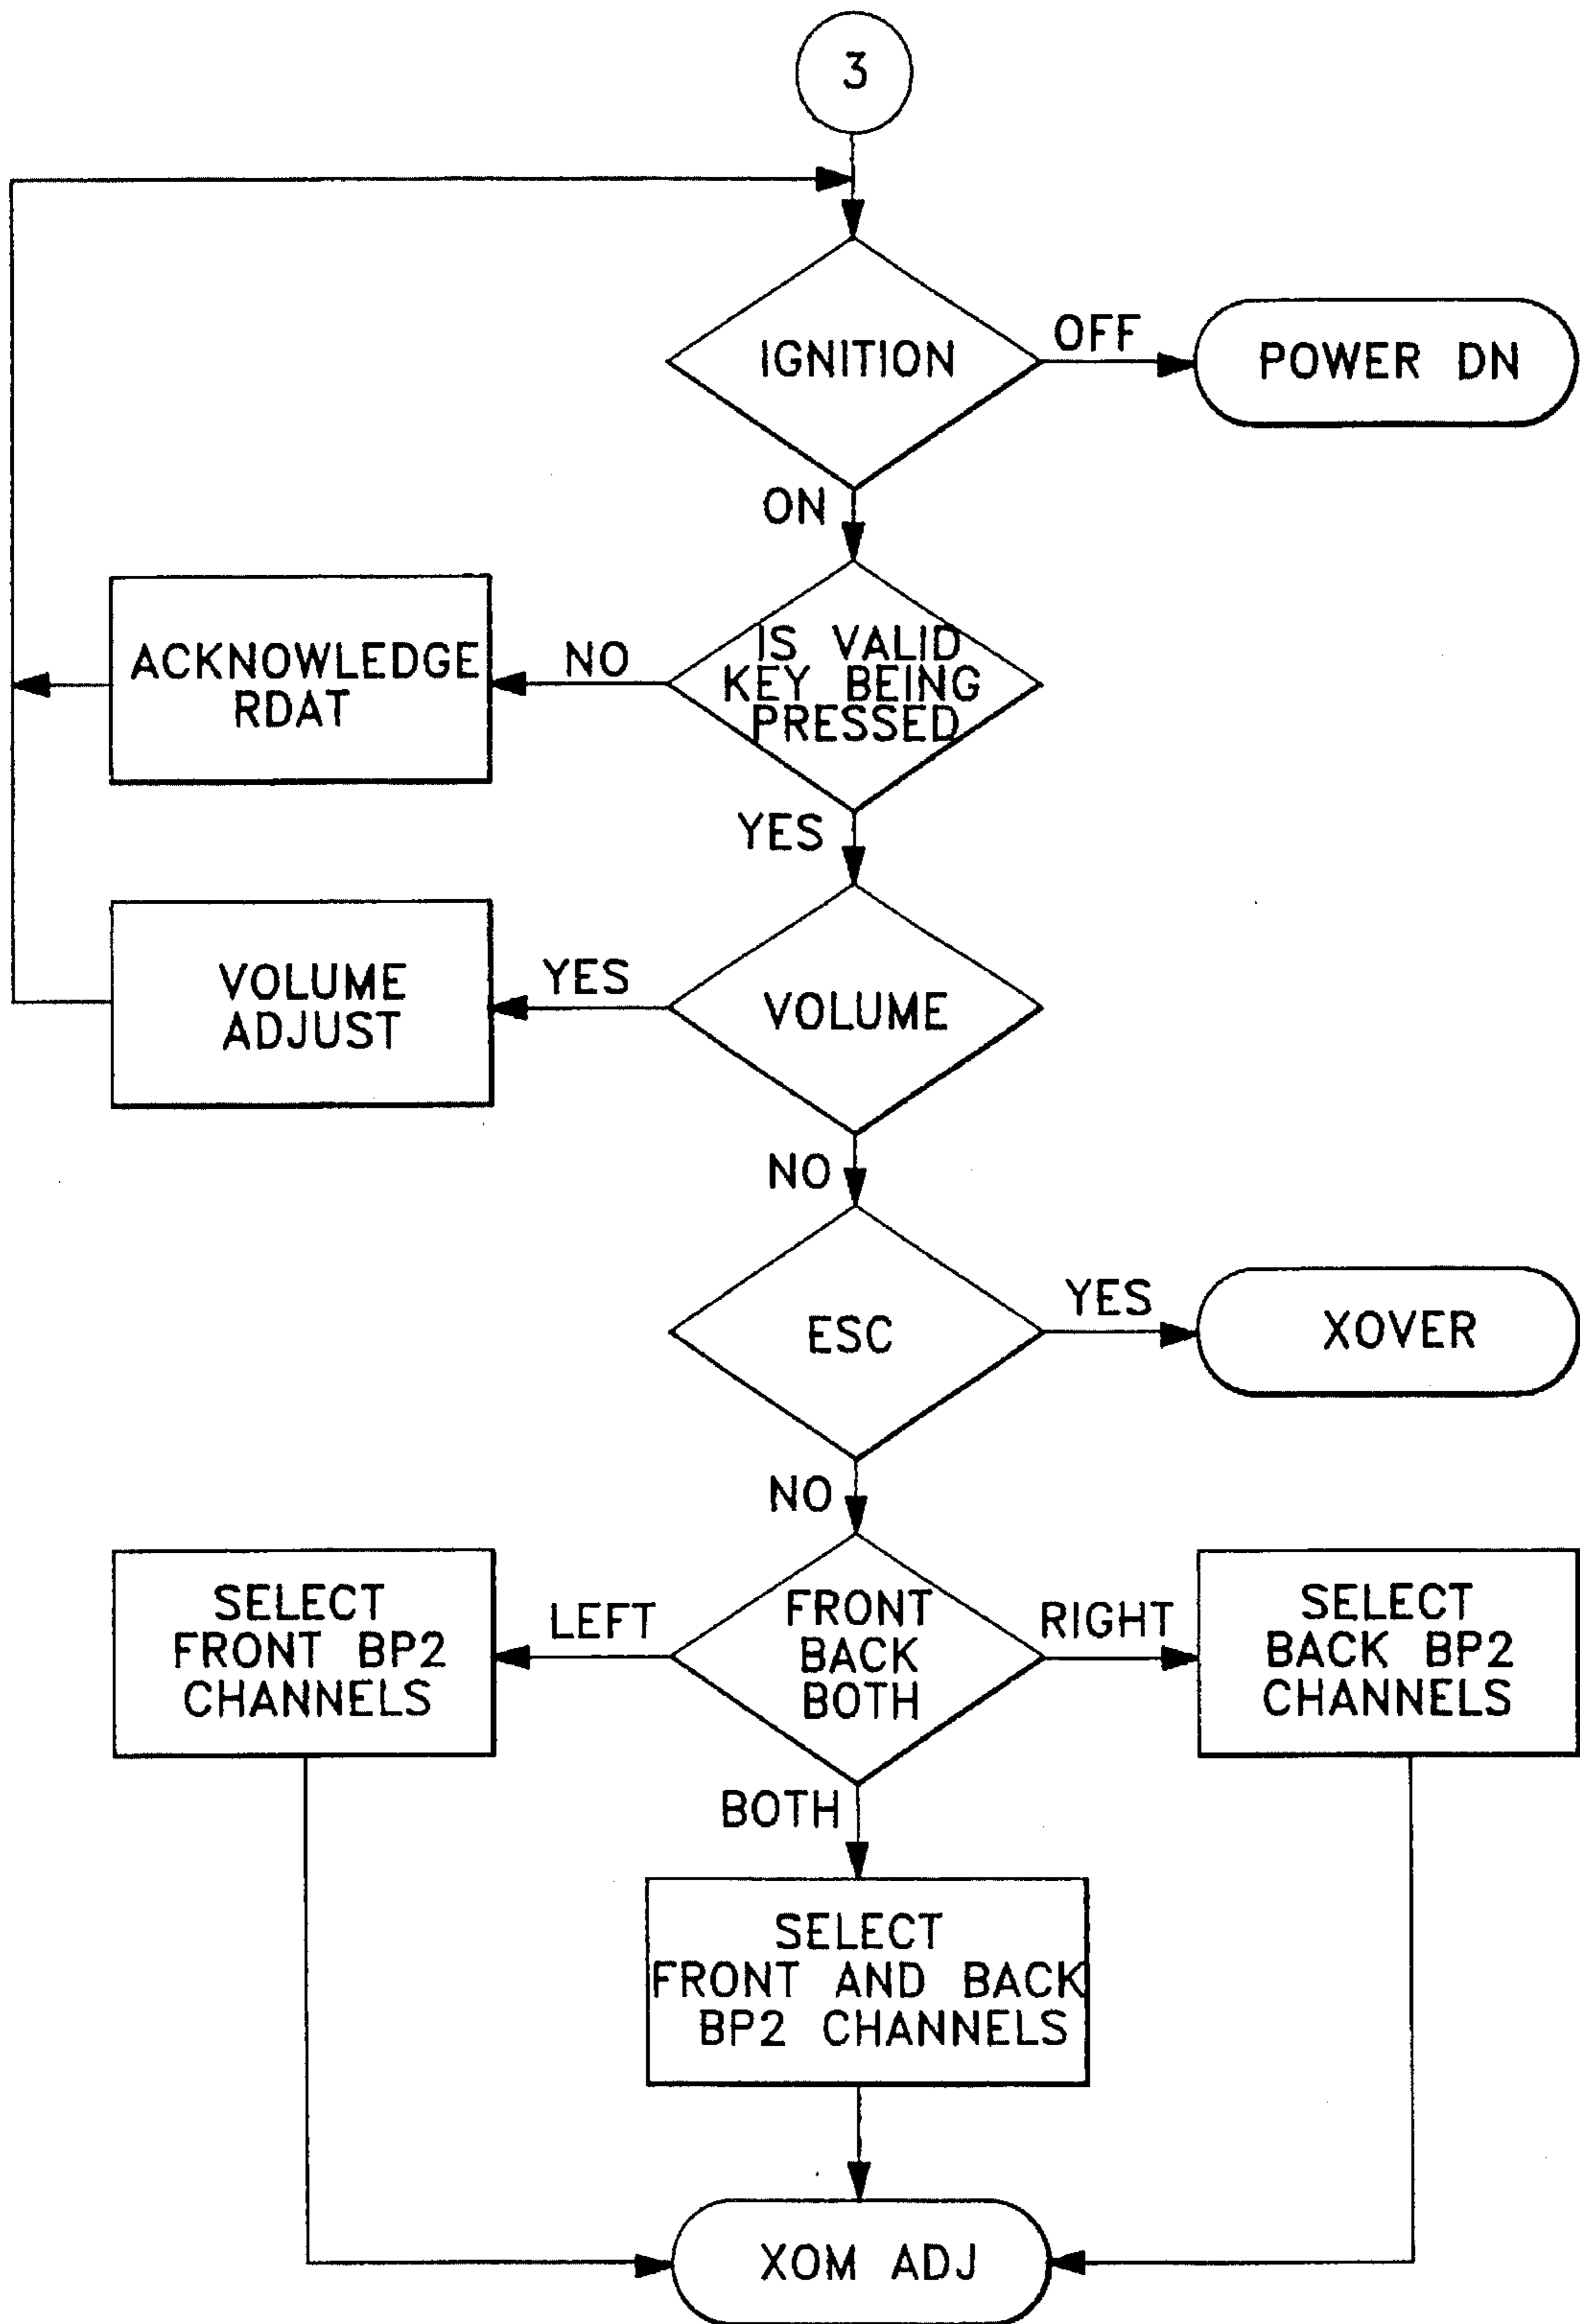 3
IGNITION
OFF
POWER DN
ON
ACKNOWLEDGE
RDAT
NO
IS VALID
KEY BEING
PRESSED
YES
VOLUME
ADJUST
YES
VOLUME
NO
ESC
YES
XOVER
NO
SELECT
FRONT BP2
CHANNELS
LEFT
FRONT
BACK
BOTH
RIGHT
SELECT
BACK BP2
CHANNELS
BOTH
SELECT
FRONT AND BACK
BP2 CHANNELS
XOM ADJ